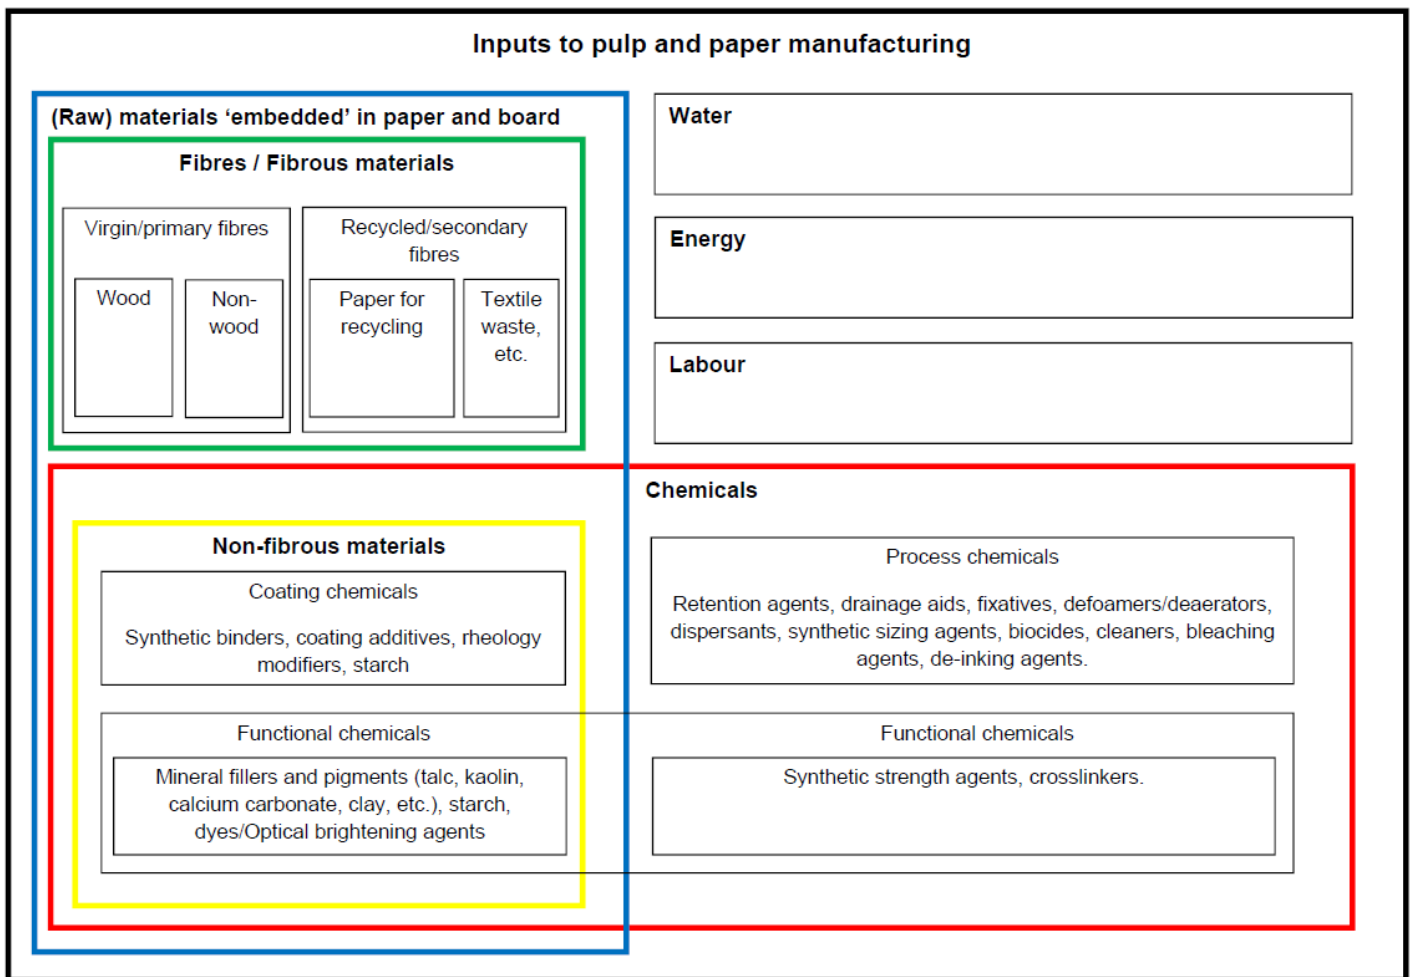 Inputs to pulp and paper manufacturing
(Raw) materials ‘embedded’ in paper and board
Fibres / Fibrous materials
Virgin/primary fibres
Wood
Non-
wood
Recycled/secondary
fibres
Paper for
recycling
Textile
waste,
etc.
Water
Energy
Labour
Chemicals
Non-fibrous materials
Coating chemicals
Synthetic binders, coating additives, rheology
modifiers, starch
Process chemicals
Retention agents, drainage aids, fixatives, defoamers/deaerators,
dispersants, synthetic sizing agents, biocides, cleaners, bleaching
agents, de-inking agents.
Functional chemicals
Mineral fillers and pigments (talc, kaolin,
calcium carbonate, clay, etc.), starch,
dyes/Optical brightening agents
Functional chemicals
Synthetic strength agents, crosslinkers.